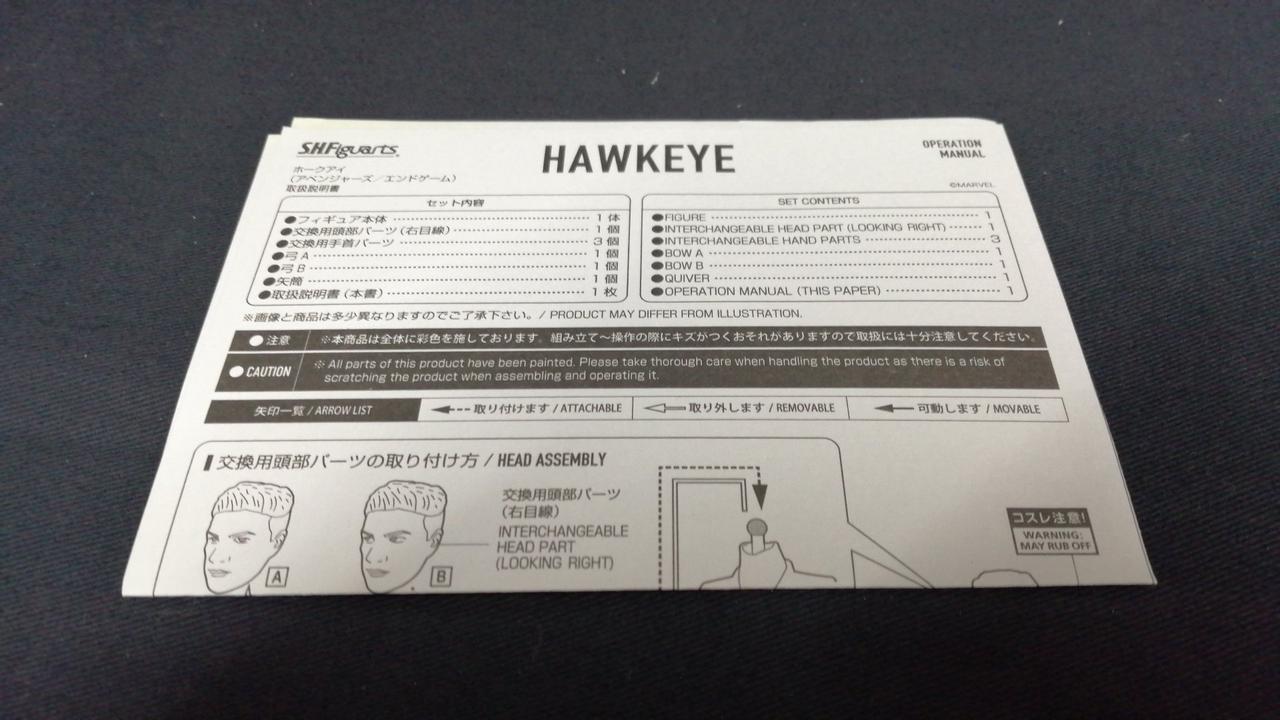 S.H.Figuarts
HAWKEYE
OPERATION
MANUAL
ホークアイ
(アベンジャーズ/エンドゲーム)
取扱説明書
©MARVEL
セット内容
●フィギュア本体 1 体
●交換用頭部パーツ(右目線) 1 個
●交換用手首パーツ 3 個
●弓 A 1 個
●弓 B 1 個
●矢筒 1 個
●取扱説明書(本書) 1 枚
SET CONTENTS
●FIGURE 1
●INTERCHANGEABLE HEAD PART (LOOKING RIGHT) 1
●INTERCHANGEABLE HAND PARTS 3
●BOW A 1
●BOW B 1
●QUIVER 1
●OPERATION MANUAL (THIS PAPER) 1
※画像と商品は多少異なりますのでご了承下さい。/ PRODUCT MAY DIFFER FROM ILLUSTRATION.
●注意 ※本商品は全体に彩色を施しております。組み立て~操作の際にキズがつくおそれがありますので取扱には十分注意してください。
●CAUTION ※All parts of this product have been painted. Please take thorough care when handling the product as there is a risk of
scratching the product when assembling and operating it.
矢印一覧 / ARROW LIST 取り付けます / ATTACHABLE 取り外します / REMOVABLE 可動します / MOVABLE
交換用頭部パーツの取り付け方 / HEAD ASSEMBLY
交換用頭部パーツ
(右目線)
INTERCHANGEABLE
HEAD PART
(LOOKING RIGHT)
A
B
コスレ注意!
WARNING:
MAY RUB OFF